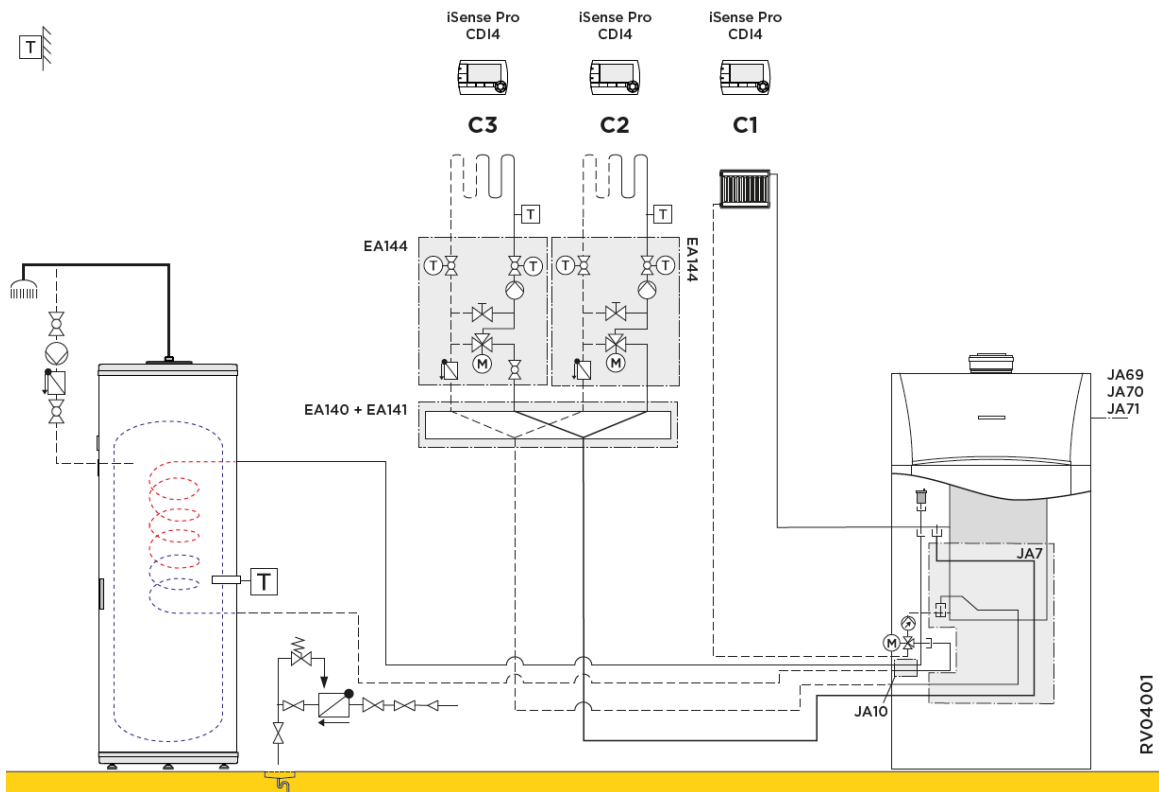 iSense Pro
CDI4
iSense Pro
CDI4
iSense Pro
CDI4
T
C3
C2
C1
T
T
EA144
EA144
T
T
T
T
M
M
JA69
JA70
JA71
EA140 + EA141
JA7
T
M
JA10
RV04001